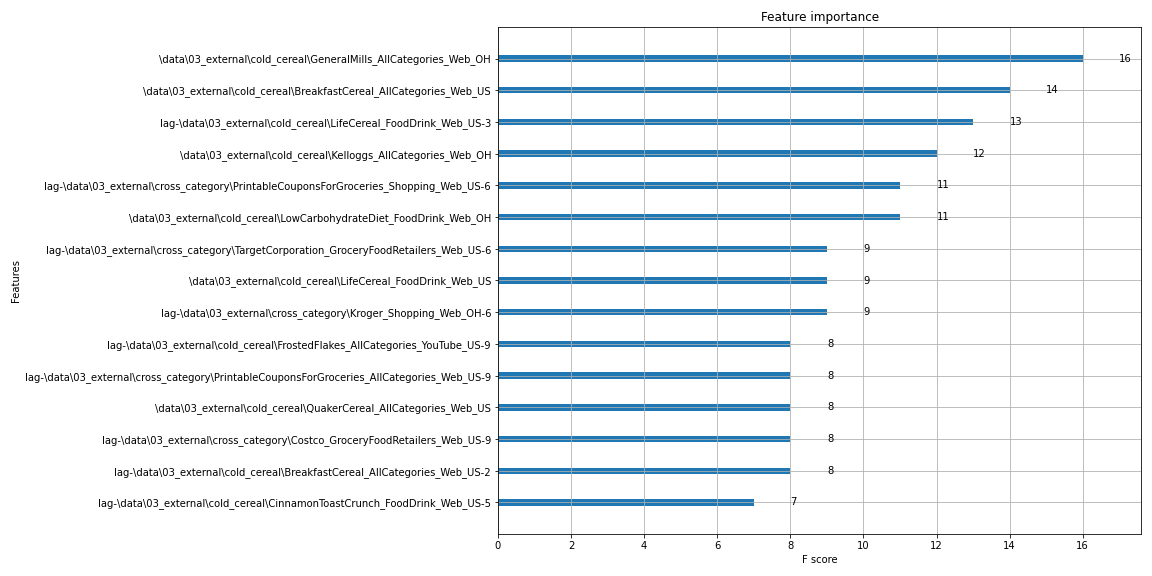 Feature importance
\data\03_external\cold_cereal\GeneralMills_AllCategories_Web_OH 16
\data\03_external\cold_cereal\BreakfastCereal_AllCategories_Web_US 14
lag-\data\03_external\cold_cereal\LifeCereal_FoodDrink_Web_US-3 13
\data\03_external\cold_cereal\Kelloggs_AllCategories_Web_OH 12
lag-\data\03_external\cross_category\PrintableCouponsForGroceries_Shopping_Web_US-6 11
\data\03_external\cold_cereal\LowCarbohydrateDiet_FoodDrink_Web_OH 11
lag-\data\03_external\cross_category\TargetCorporation_GroceryFoodRetailers_Web_US-6 9
\data\03_external\cold_cereal\LifeCereal_FoodDrink_Web_US 9
lag-\data\03_external\cross_category\Kroger_Shopping_Web_OH-6 9
lag-\data\03_external\cold_cereal\FrostedFlakes_AllCategories_YouTube_US-9 8
lag-\data\03_external\cross_category\PrintableCouponsForGroceries_AllCategories_Web_US-9 8
\data\03_external\cold_cereal\QuakerCereal_AllCategories_Web_US 8
lag-\data\03_external\cross_category\Costco_GroceryFoodRetailers_Web_US-9 8
lag-\data\03_external\cold_cereal\BreakfastCereal_AllCategories_Web_US-2 8
lag-\data\03_external\cold_cereal\CinnamonToastCrunch_FoodDrink_Web_US-5 7
Features
0 2 4 6 8 10 12 14 16
F score